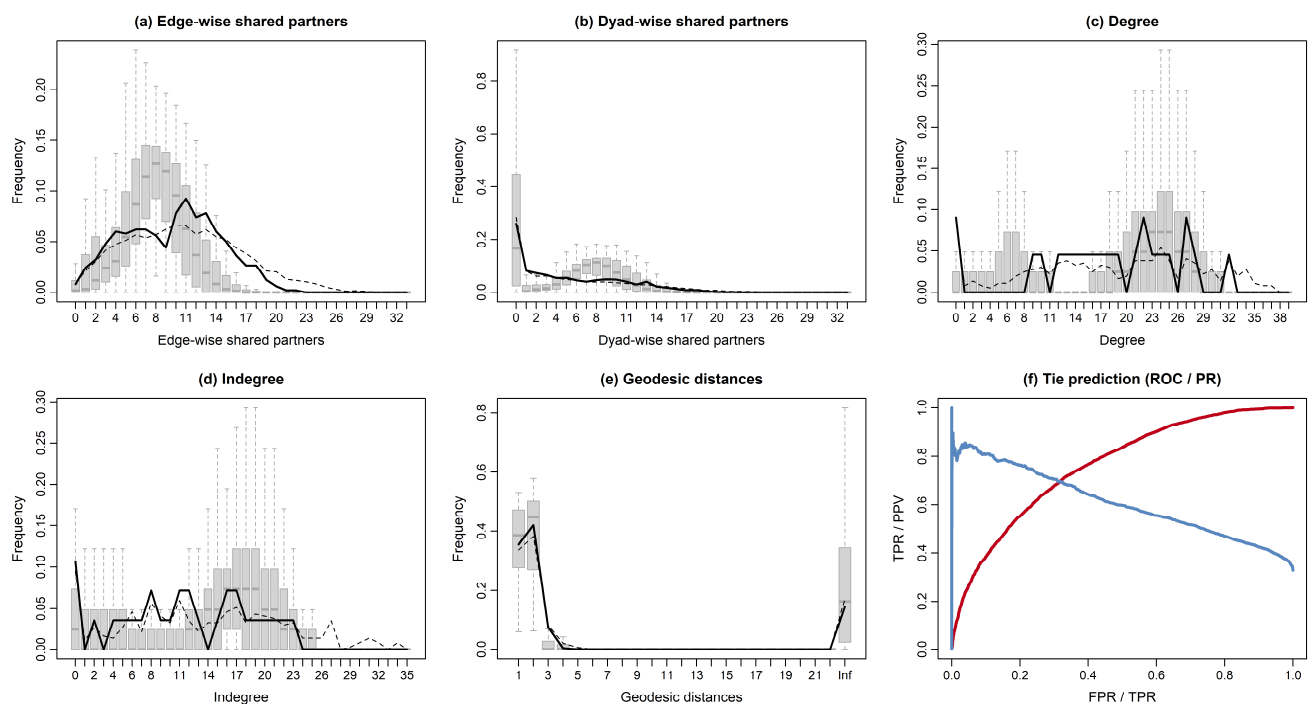 (a) Edge-wise shared partners
Frequency
0.00 0.05 0.10 0.15 0.20
0 2 4 6 8 11 14 17 20 23 26 29 32
Edge-wise shared partners
(b) Dyad-wise shared partners
Frequency
0.0 0.2 0.4 0.6 0.8
0 2 4 6 8 11 14 17 20 23 26 29 32
Dyad-wise shared partners
(c) Degree
Frequency
0.00 0.05 0.10 0.15 0.20 0.25 0.30
0 2 4 6 8 11 14 17 20 23 26 29 32 38
Degree
(d) Indegree
Frequency
0.00 0.05 0.10 0.15 0.20 0.25 0.30
0 2 4 6 8 11 14 17 20 23 26 29 32 35
Indegree
(e) Geodesic distances
Frequency
0.0 0.2 0.4 0.6 0.8
1 3 5 7 9 11 13 15 17 19 21 Inf
Geodesic distances
(f) Tie prediction (ROC / PR)
TPR / PPV
0.0 0.2 0.4 0.6 0.8 1.0
0.0 0.2 0.4 0.6 0.8 1.0
FPR / TPR